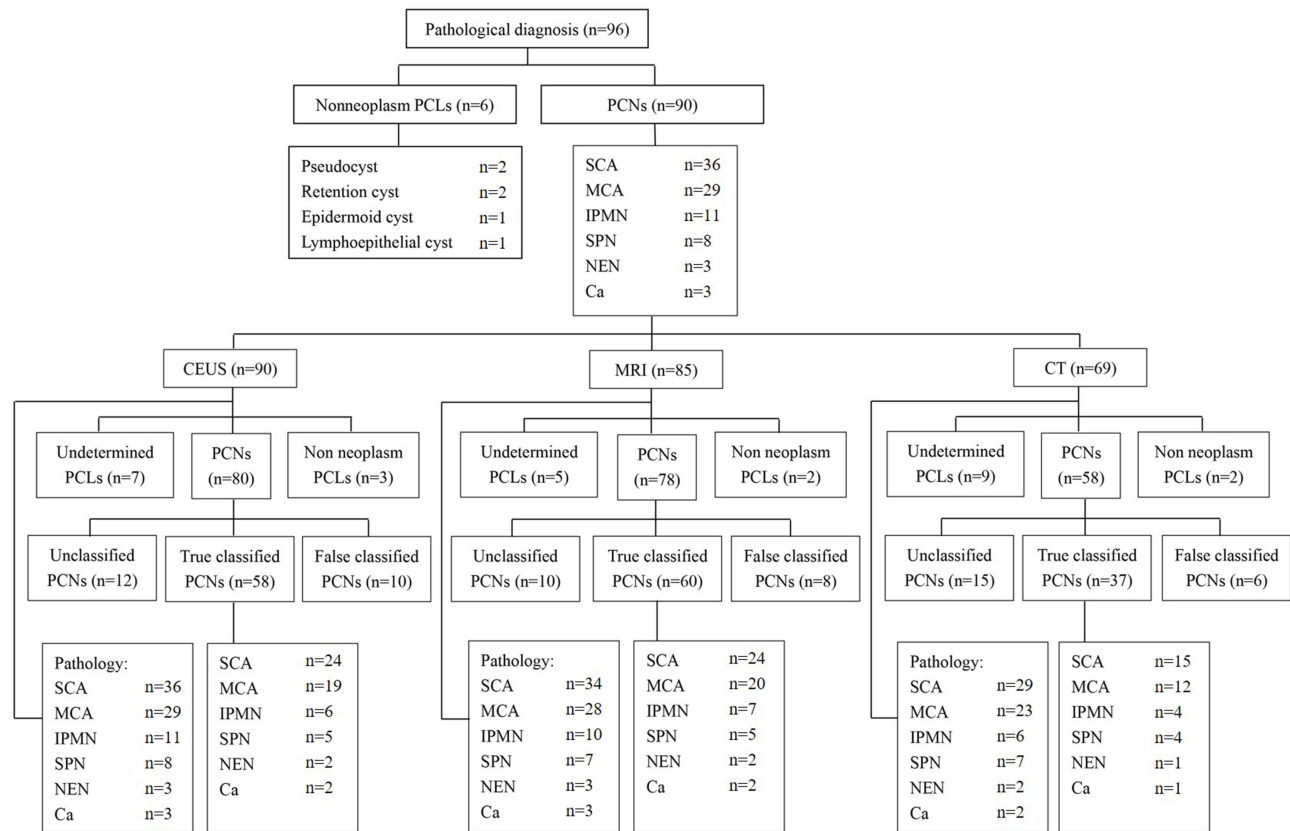 Pathological diagnosis (n=96)
Nonneoplasm PCLs (n=6)
PCNs (n=90)
Pseudocyst n=2
Retention cyst n=2
Epidermoid cyst n=1
Lymphoepithelial cyst n=1
SCA n=36
MCA n=29
IPMN n=11
SPN n=8
NEN n=3
Ca n=3
CEUS (n=90)
MRI (n=85)
CT (n=69)
Undetermined
PCLs (n=7)
PCNs
(n=80)
Non neoplasm
PCLs (n=3)
Undetermined
PCLs (n=5)
PCNs
(n=78)
Non neoplasm
PCLs (n=2)
Undetermined
PCLs (n=9)
PCNs
(n=58)
Non neoplasm
PCLs (n=2)
Unclassified
PCNs (n=12)
True classified
PCNs (n=58)
False classified
PCNs (n=10)
Unclassified
PCNs (n=10)
True classified
PCNs (n=60)
False classified
PCNs (n=8)
Unclassified
PCNs (n=15)
True classified
PCNs (n=37)
False classified
PCNs (n=6)
Pathology:
SCA n=36
MCA n=29
IPMN n=11
SPN n=8
NEN n=3
Ca n=3
SCA n=24
MCA n=19
IPMN n=6
SPN n=5
NEN n=2
Ca n=2
Pathology:
SCA n=34
MCA n=28
IPMN n=10
SPN n=7
NEN n=3
Ca n=3
SCA n=24
MCA n=20
IPMN n=7
SPN n=5
NEN n=2
Ca n=2
Pathology:
SCA n=29
MCA n=23
IPMN n=6
SPN n=7
NEN n=2
Ca n=2
SCA n=15
MCA n=12
IPMN n=4
SPN n=4
NEN n=1
Ca n=1